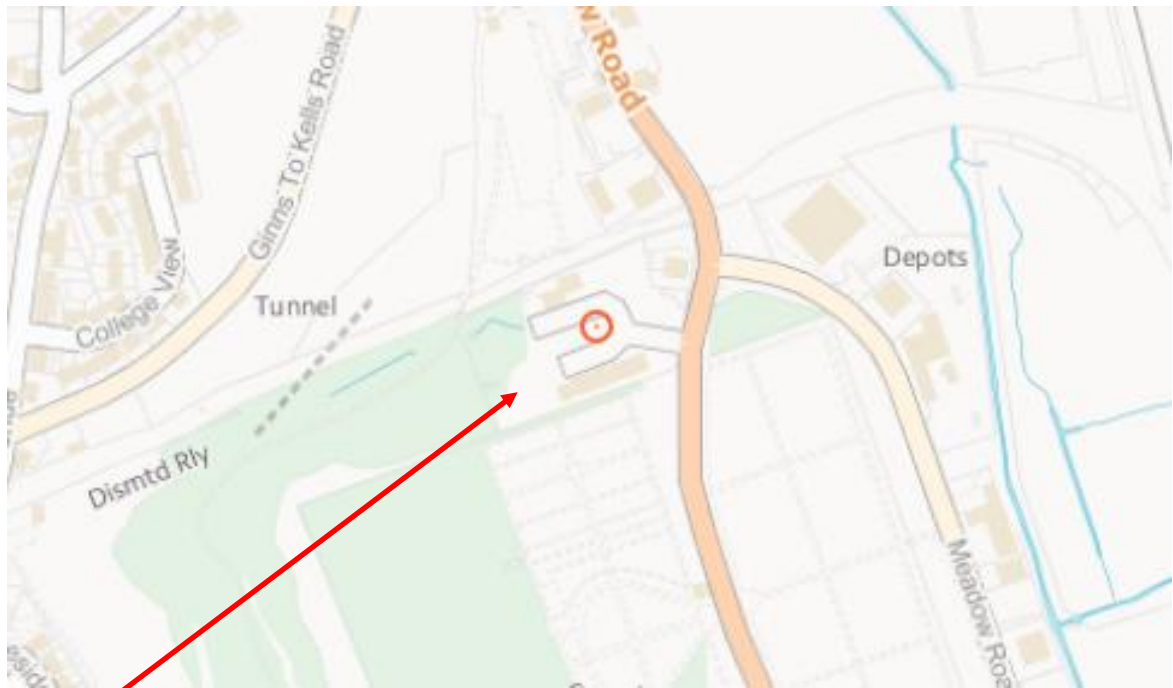 Road
Ginns To Kells Road
College View
Tunnel
Depots
Dismtd Rly
Meadow Roa